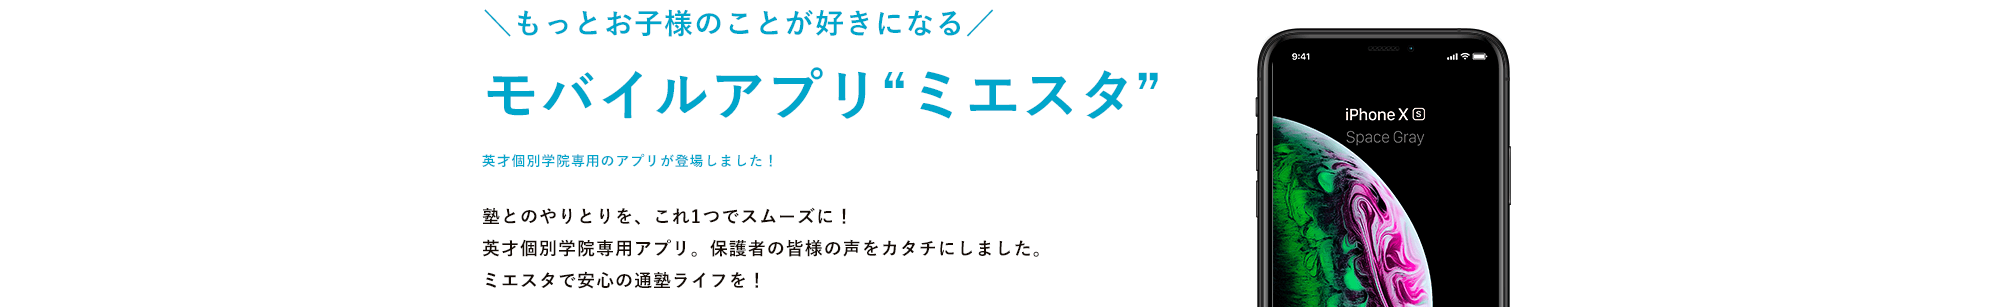 ＼もっとお子様のことが好きになる／
モバイルアプリ“ミエスタ”
英才個別学院専用のアプリが登場しました！
塾とのやりとりを、これ1つでスムーズに！
英才個別学院専用アプリ。保護者の皆様の声をカタチにしました。
ミエスタで安心の通塾ライフを！
9:41
iPhone X S
Space Gray